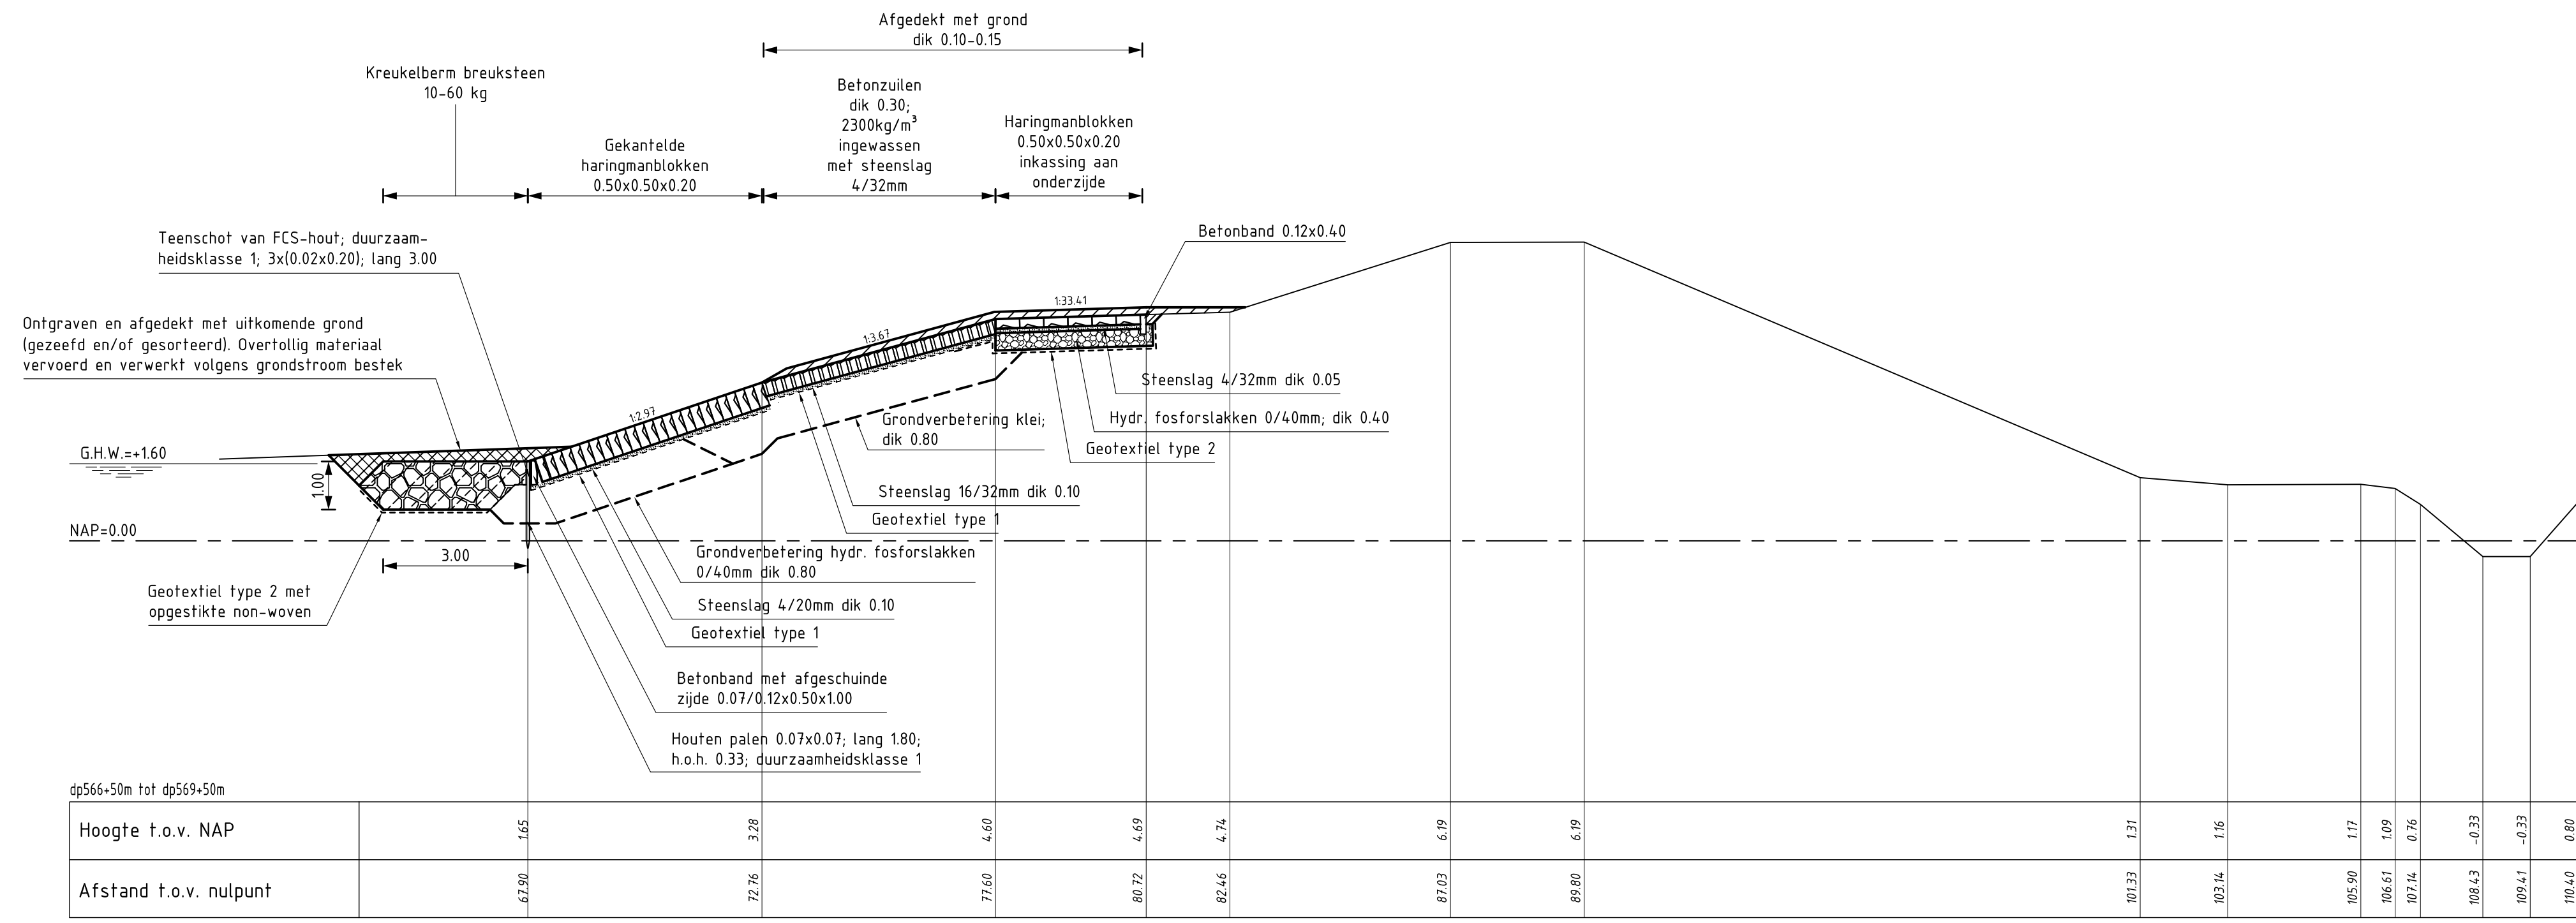 Afgedekt met grond
dik 0.10-0.15
Kreukelberm breuksteen
10-60 kg
Betonzuilen
dik 0.30;
2300kg/m³
ingewassen
met steenslag
4/32mm
Haringmanblokken
0.50x0.50x0.20
inkassing aan
onderzijde
Gekantelde
haringmanblokken
0.50x0.50x0.20
Teenschot van FCS-hout; duurzaam-
heidsklasse 1; 3x(0.02x0.20); lang 3.00
Betonband 0.12x0.40
Ontgraven en afgedekt met uitkomende grond
(gezeefd en/of gesorteerd). Overtollig materiaal
vervoerd en verwerkt volgens grondstroom bestek
1:33.41
1:3.67
1:2.97
Steenslag 4/32mm dik 0.05
Hydr. fosforslakken 0/40mm; dik 0.40
Geotextiel type 2
Grondverbetering klei;
dik 0.80
G.H.W.=+1.60
1.00
Steenslag 16/32mm dik 0.10
Geotextiel type 1
NAP=0.00
3.00
Grondverbetering hydr. fosforslakken
0/40mm dik 0.80
Geotextiel type 2 met
opgestikte non-woven
Steenslag 4/20mm dik 0.10
Geotextiel type 1
Betonband met afgeschuinde
zijde 0.07/0.12x0.50x1.00
Houten palen 0.07x0.07; lang 1.80;
h.o.h. 0.33; duurzaamheidsklasse 1
dp566+50m tot dp569+50m
Hoogte t.o.v. NAP 1.65 3.28 4.60 4.69 4.74 6.19 6.19 1.31 1.16 1.17 1.09 0.76 -0.33 -0.33 0.80
Afstand t.o.v. nulpunt 67.90 72.76 77.60 80.72 82.46 87.03 89.80 101.33 103.14 105.90 106.61 107.14 108.43 109.41 110.40